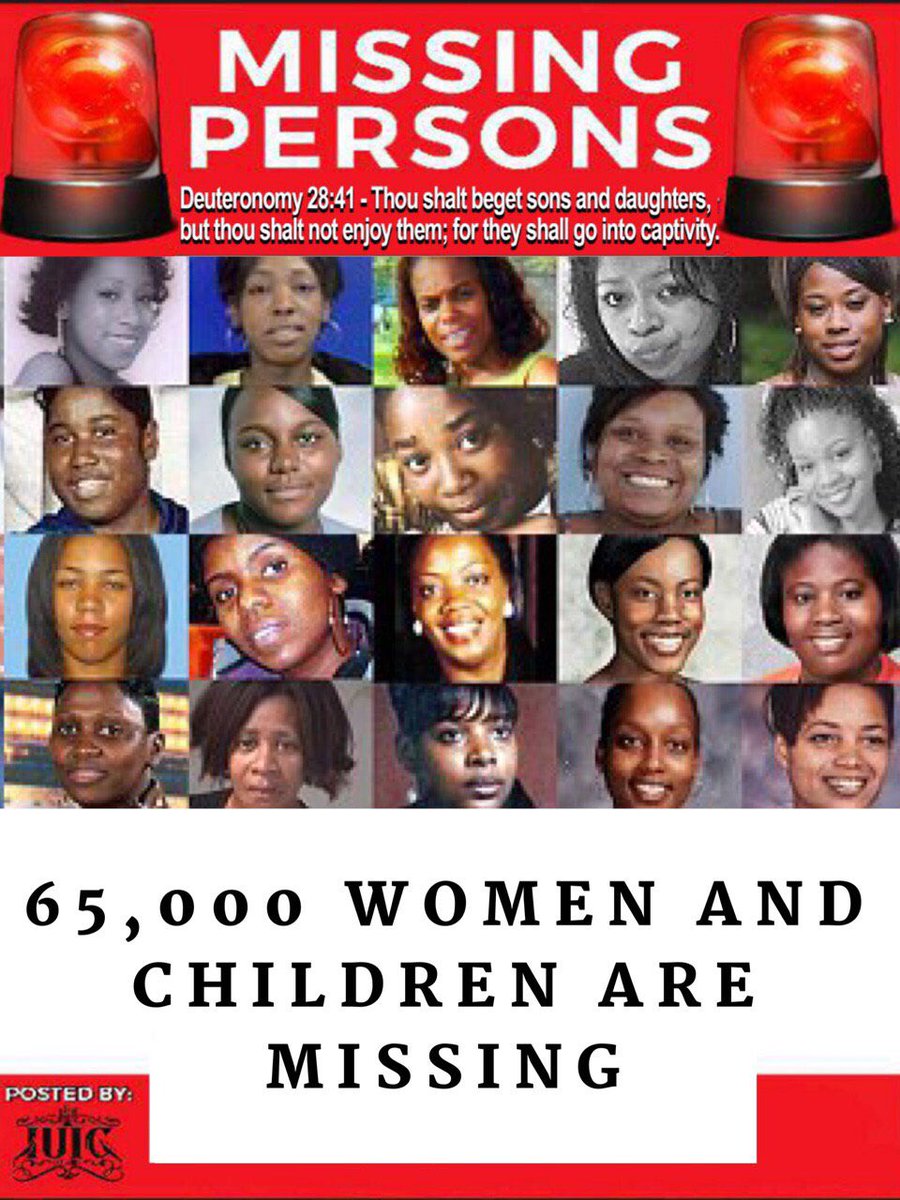 MISSING
PERSONS
Deuteronomy 28:41 - Thou shalt beget sons and daughters,
but thou shalt not enjoy them; for they shall go into captivity.
65,000 WOMEN AND
CHILDREN ARE
MISSING
POSTED BY:
IUIC